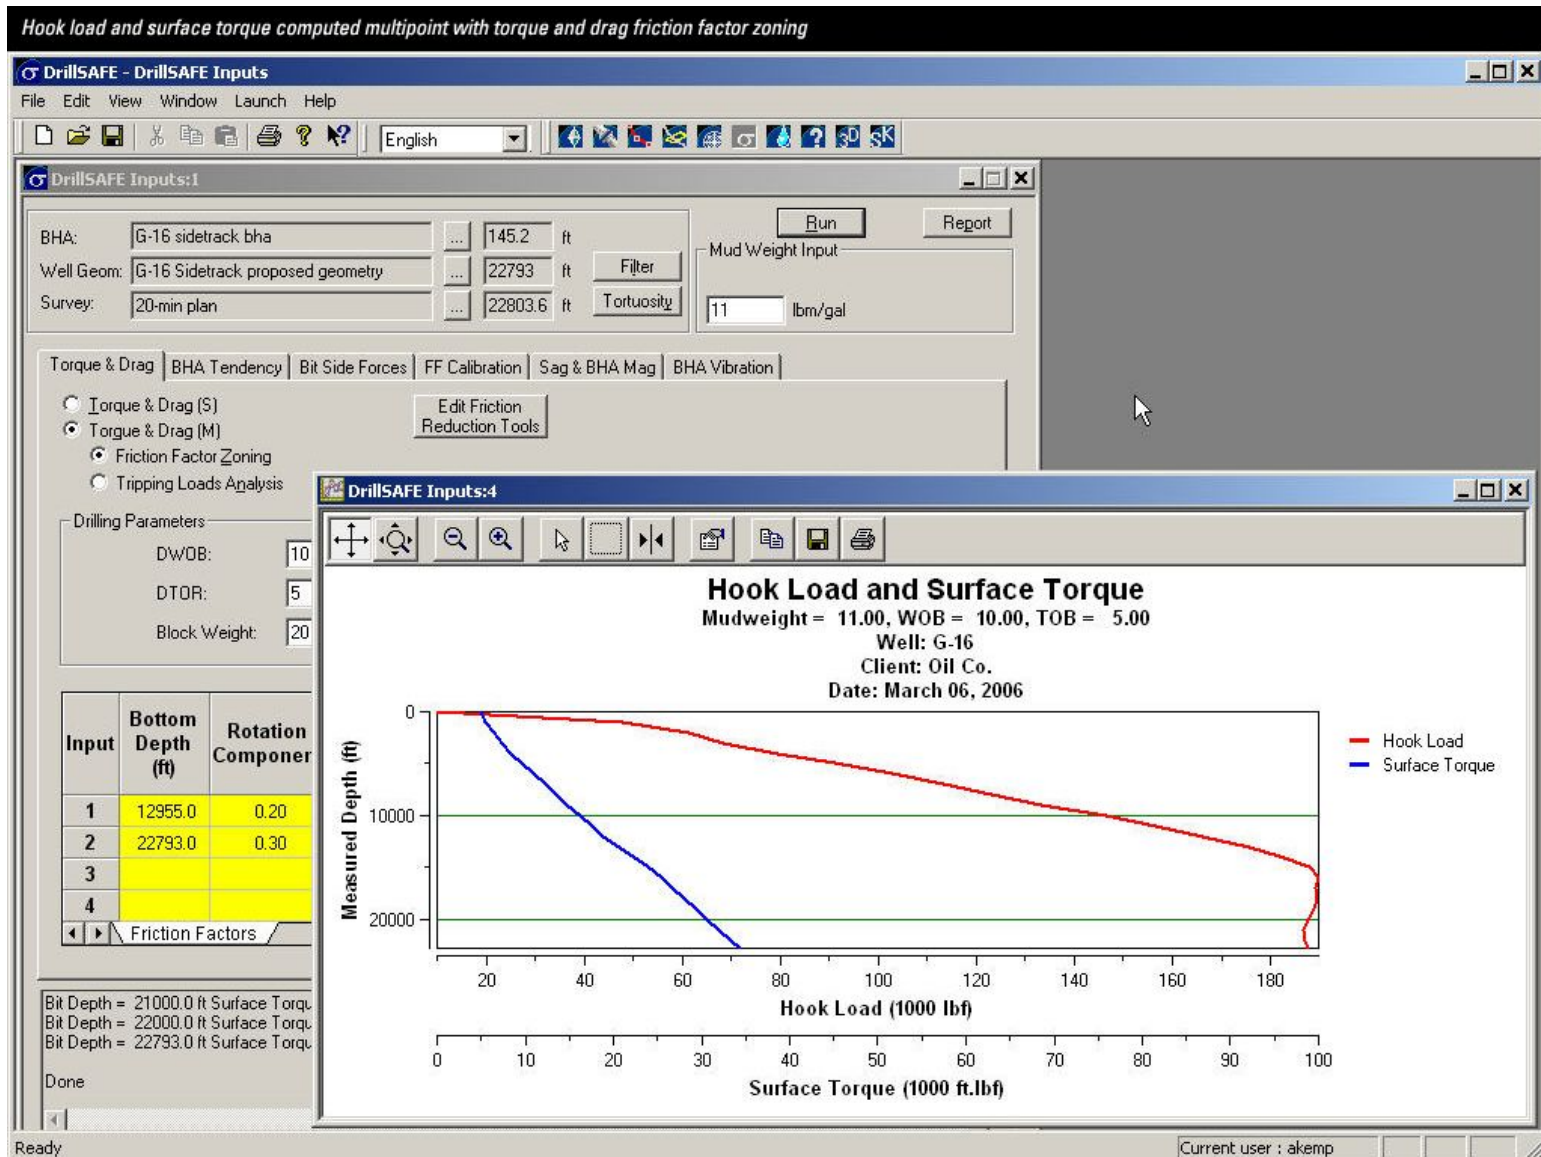 Hook load and surface torque computed multipoint with torque and drag friction factor zoning
DrillSAFE - DrillSAFE Inputs
File Edit View Window Launch Help
English
3D SK
DrillSAFE Inputs:1
Run Report
BHA: G-16 sidetrack bha ... 145.2 ft
Mud Weight Input
Well Geom: G-16 Sidetrack proposed geometry ... 22793 ft Filter
Survey: 20-min plan ... 22803.6 ft Tortuosity
11 lbm/gal
Torque & Drag BHA Tendency Bit Side Forces FF Calibration Sag & BHA Mag BHA Vibration
Torque & Drag (S)
Edit Friction Reduction Tools
Torque & Drag (M)
Friction Factor Zoning
Tripping Loads Analysis
DrillSAFE Inputs:4
Drilling Parameters
DWOB: 10
DTOR: 5
Block Weight: 20
Hook Load and Surface Torque
Mudweight = 11.00, WOB = 10.00, TOB = 5.00
Well: G-16
Client: Oil Co.
Date: March 06, 2006
Input Bottom Depth (ft) Rotation
1 12955.0 0.20
2 22793.0 0.30
3
4
Friction Factors
Measured Depth (ft)
0
10000
20000
Hook Load
Surface Torque
20 40 60 80 100 120 140 160 180
Hook Load (1000 lbf)
0 10 20 30 40 50 60 70 80 90 100
Surface Torque (1000 ft.lbf)
Bit Depth = 21000.0 ft Surface
Bit Depth = 22000.0 ft Surface
Bit Depth = 22793.0 ft Surface
Done
Ready
Current user : akemp